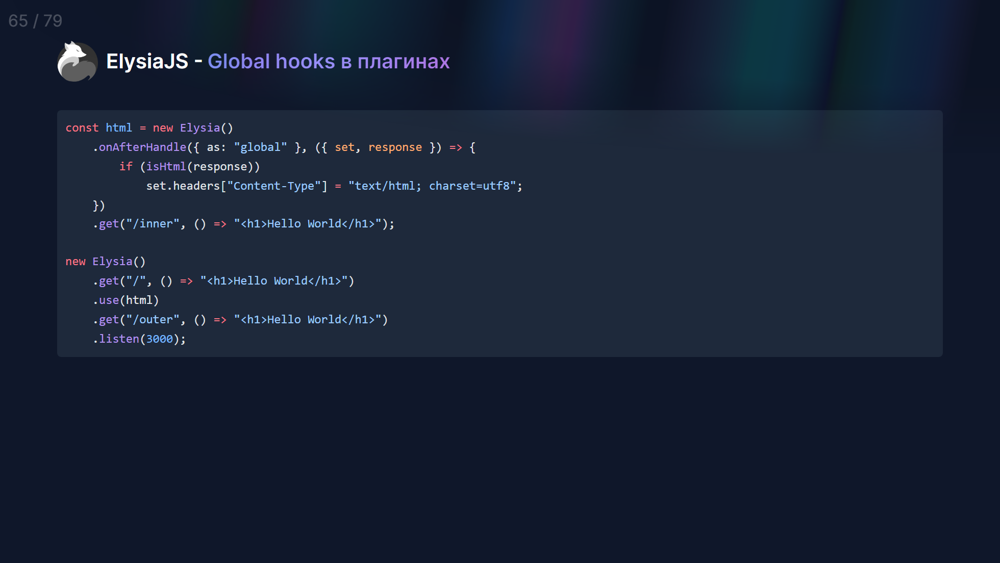 65 / 79
ElysiaJS - Global hooks в плагинах
const html = new Elysia()
    .onAfterHandle({ as: "global" }, ({ set, response }) => {
        if (isHtml(response))
            set.headers["Content-Type"] = "text/html; charset=utf8";
    })
    .get("/inner", () => "<h1>Hello World</h1>");

new Elysia()
    .get("/", () => "<h1>Hello World</h1>")
    .use(html)
    .get("/outer", () => "<h1>Hello World</h1>")
    .listen(3000);